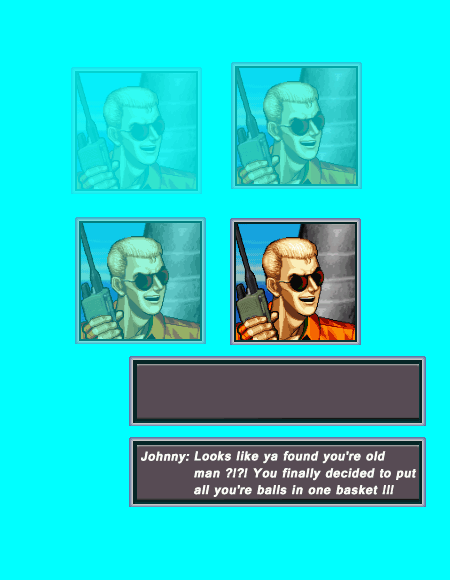 Johnny: Looks like ya found you're old
man ?!?! You finally decided to put
all you're balls in one basket !!!